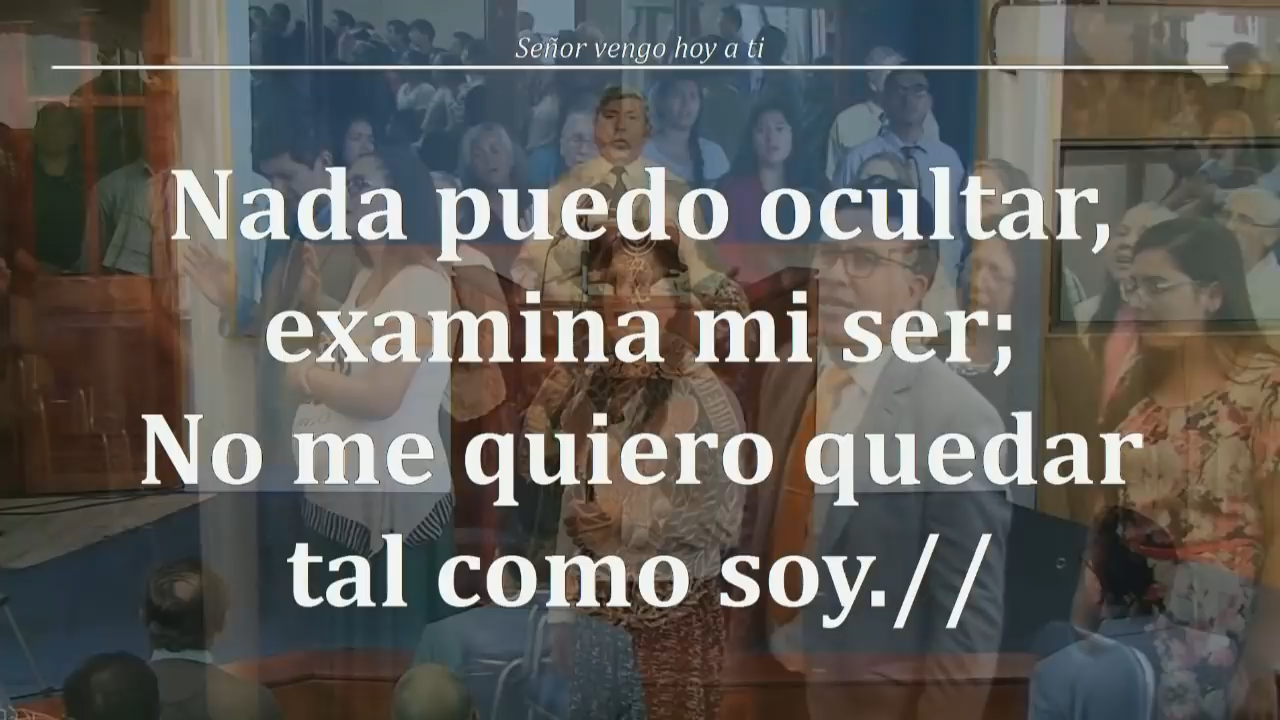 Señor vengo hoy a ti
Nada puedo ocultar,
examina mi ser;
No me quiero quedar
tal como soy.//